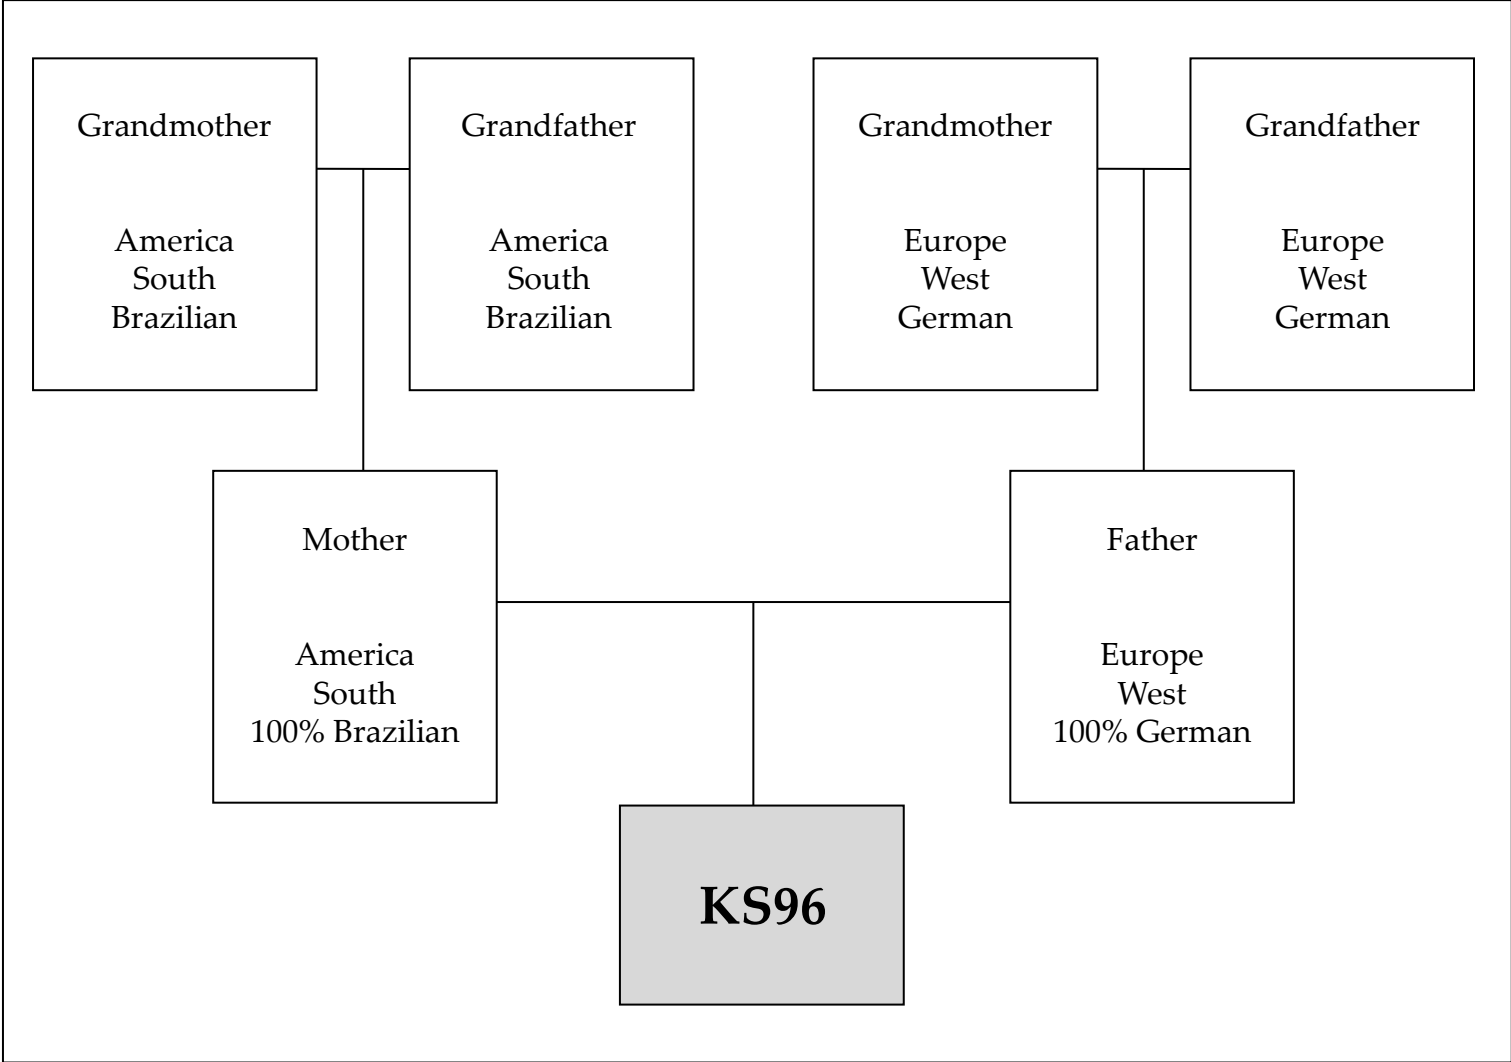 Grandmother
America
South
Brazilian
Grandfather
America
South
Brazilian
Grandmother
Europe
West
German
Grandfather
Europe
West
German
Mother
America
South
100% Brazilian
Father
Europe
West
100% German
KS96